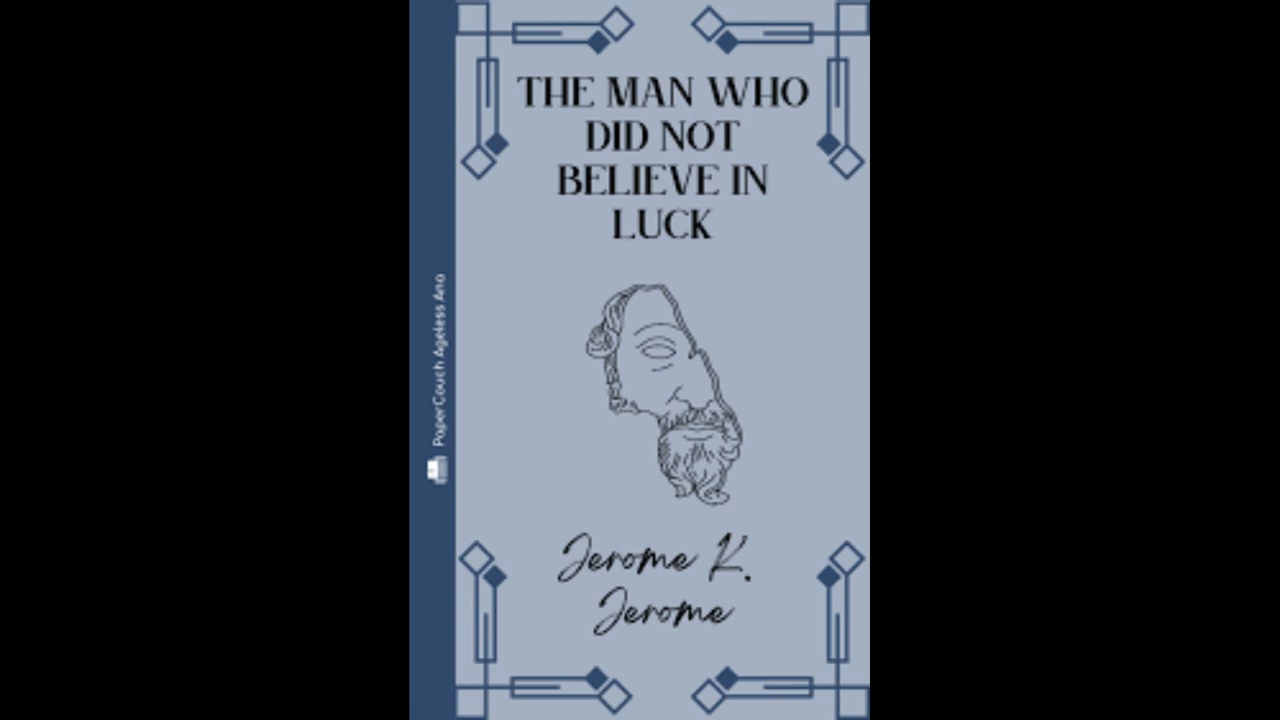 THE MAN WHO
DID NOT
BELIEVE IN
LUCK
PaperCouch Ageless Ano
Jerome K.
Jerome